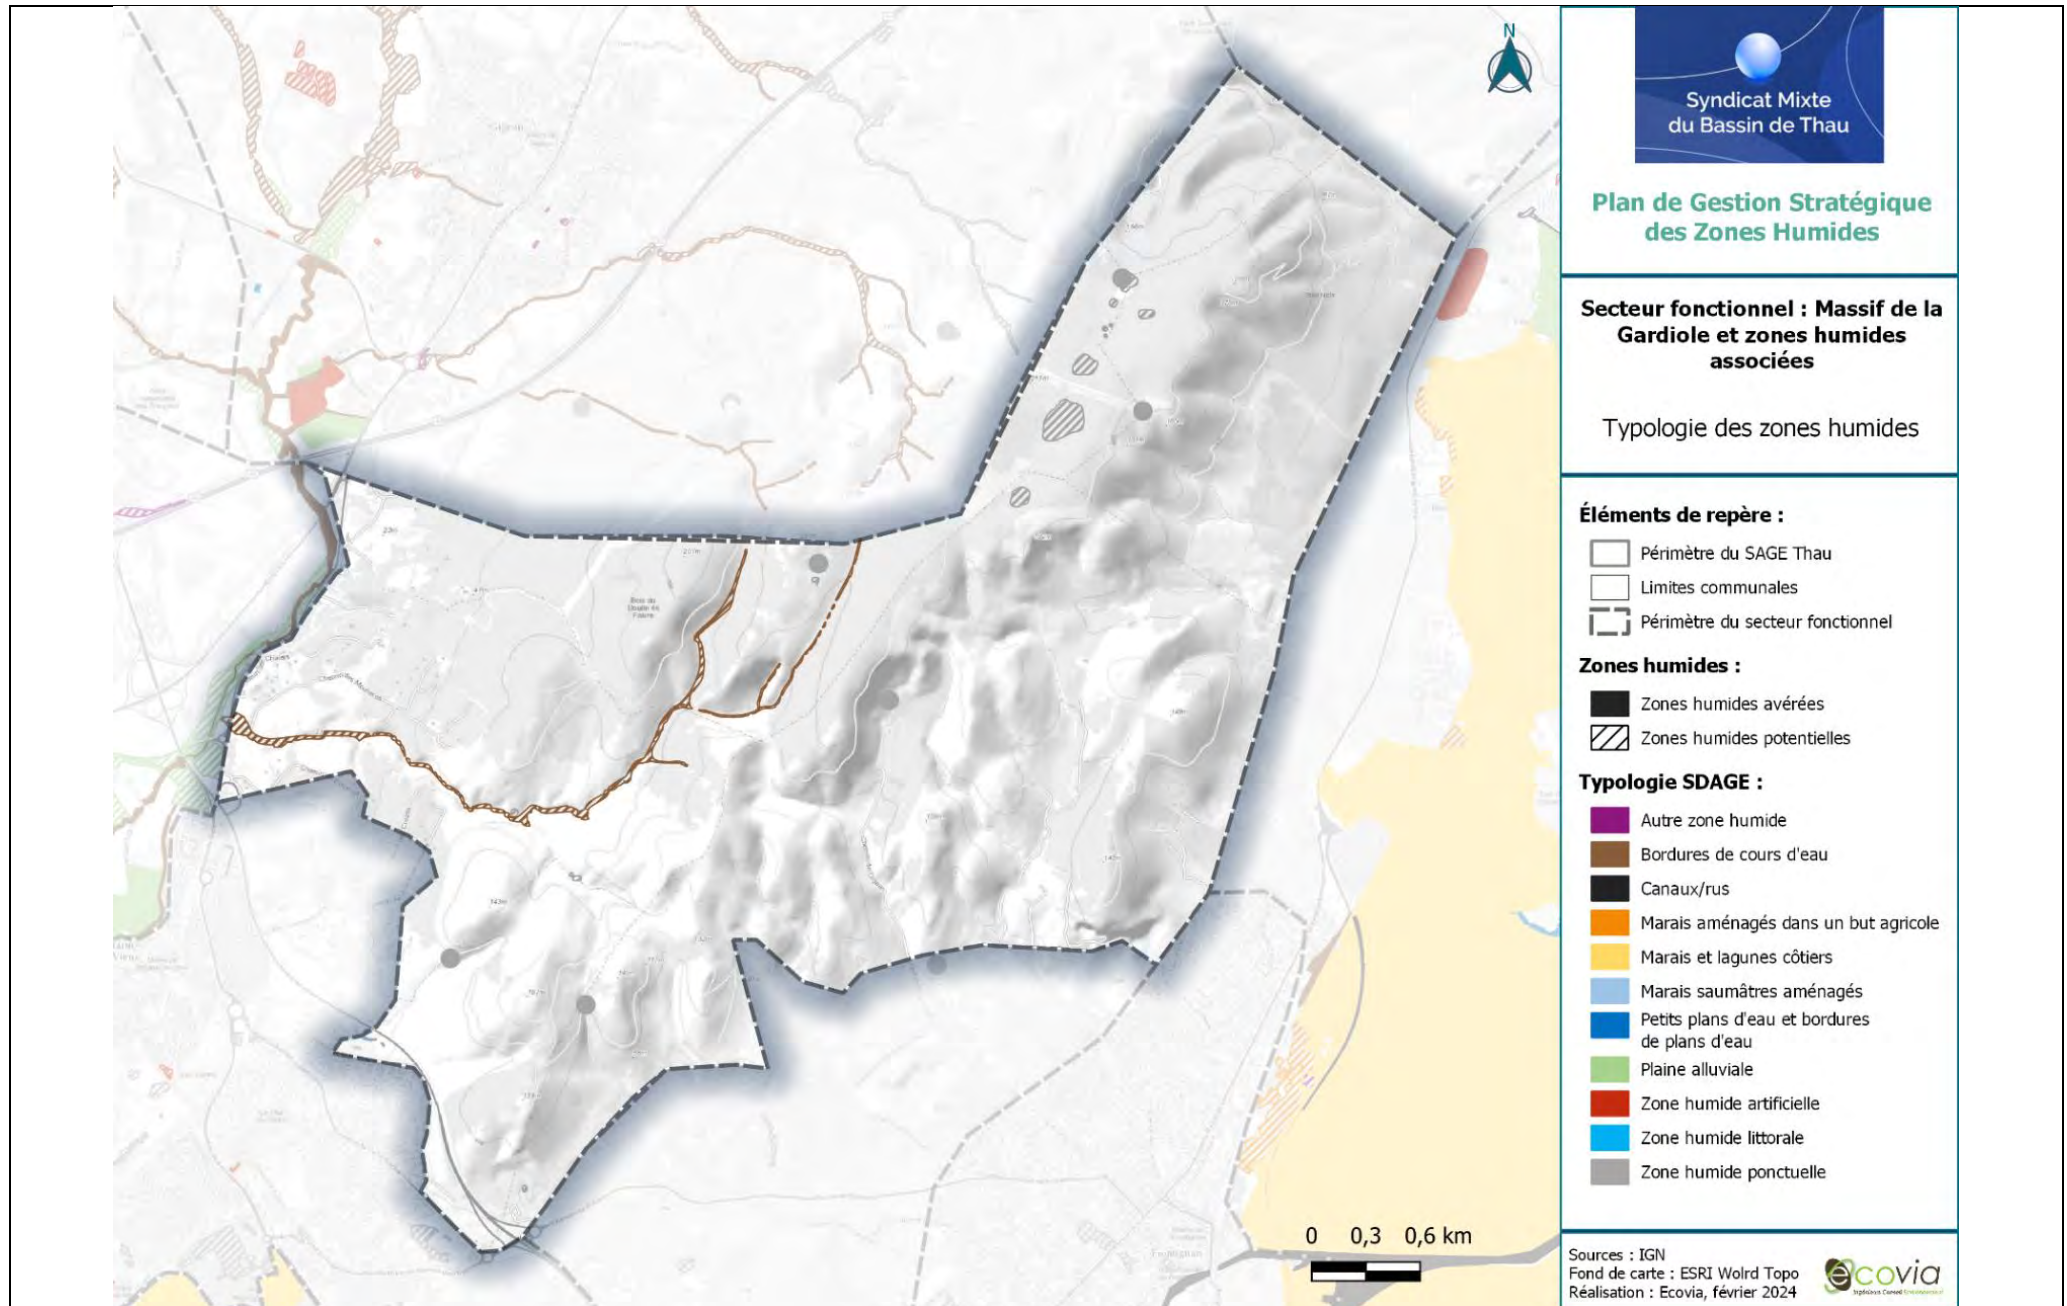 N
Syndicat Mixte
du Bassin de Thau
Plan de Gestion Stratégique
des Zones Humides
Secteur fonctionnel : Massif de la
Gardiole et zones humides
associées
Typologie des zones humides
Éléments de repère :
Périmètre du SAGE Thau
Limites communales
Périmètre du secteur fonctionnel
Zones humides :
Zones humides avérées
Zones humides potentielles
Typologie SDAGE :
Autre zone humide
Bordures de cours d'eau
Canaux/rus
Marais aménagés dans un but agricole
Marais et lagunes côtiers
Marais saumâtres aménagés
Petits plans d'eau et bordures
de plans d'eau
Plaine alluviale
Zone humide artificielle
Zone humide littorale
Zone humide ponctuelle
0 0,3 0,6 km
Sources : IGN
Fond de carte : ESRI Wolrd Topo
Réalisation : Ecovia, février 2024
ecovia